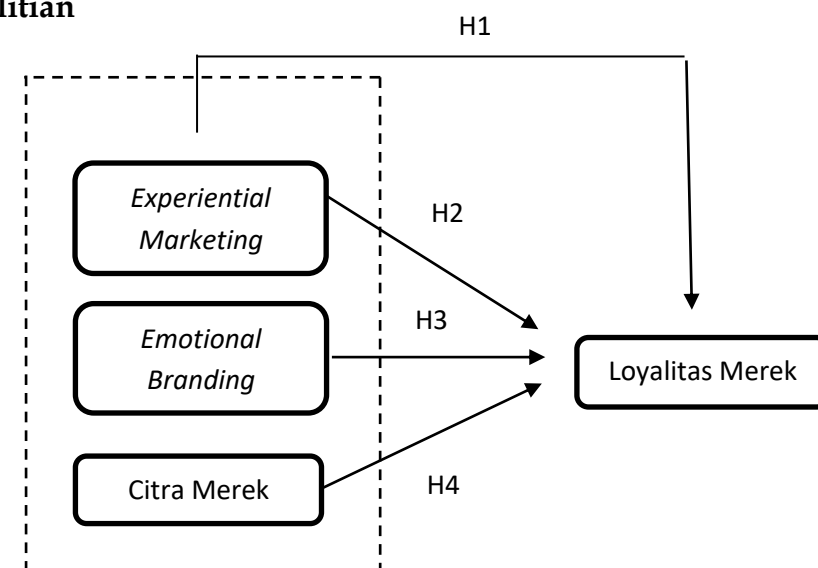 litian
H1
Experiential
Marketing
H2
Emotional
Branding
H3
Loyalitas Merek
Citra Merek
H4